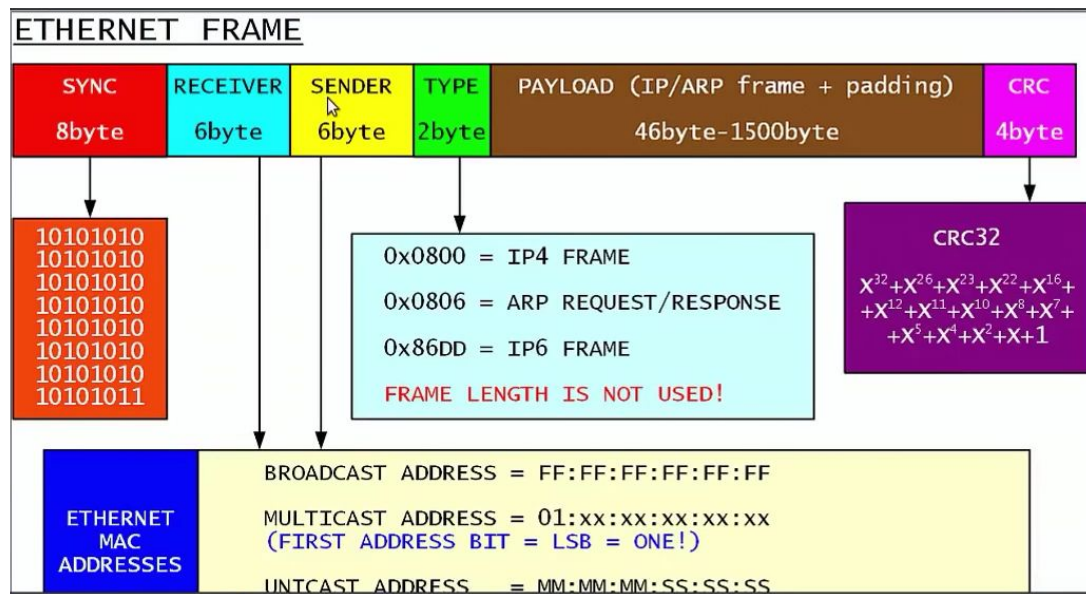 ETHERNET FRAME
SYNC RECEIVER SENDER TYPE PAYLOAD (IP/ARP frame + padding) CRC
8byte 6byte 6byte 2byte 46byte-1500byte 4byte
10101010
10101010
10101010
10101010
10101010
10101010
10101010
10101011
0x0800 = IP4 FRAME
0x0806 = ARP REQUEST/RESPONSE
0x86DD = IP6 FRAME
FRAME LENGTH IS NOT USED!
CRC32
X³²+X²⁶+X²³+X²²+X¹⁶+
+X¹²+X¹¹+X¹⁰+X⁸+X⁷+
+X⁵+X⁴+X²+X+1
ETHERNET
MAC
ADDRESSES
BROADCAST ADDRESS = FF:FF:FF:FF:FF:FF
MULTICAST ADDRESS = 01:xx:xx:xx:xx:xx
(FIRST ADDRESS BIT = LSB = ONE!)
UNICAST ADDRESS = MM:MM:MM:SS:SS:SS